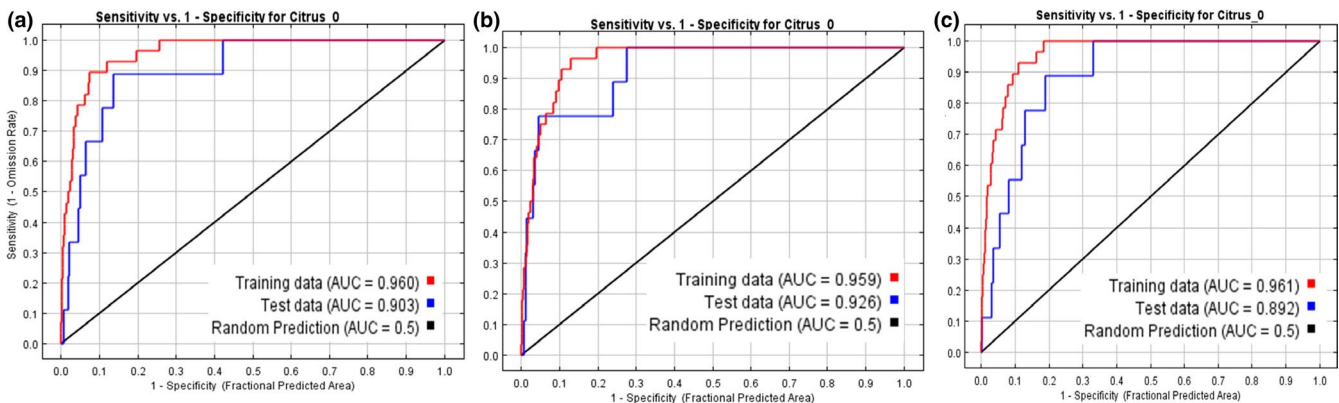 (a)
Sensitivity vs. 1 - Specificity for Citrus_0
Sensitivity (1 - Omission Rate)
1.0
0.9
0.8
0.7
0.6
0.5
0.4
0.3
0.2
0.1
0.0
Training data (AUC = 0.960)
Test data (AUC = 0.903)
Random Prediction (AUC = 0.5)
0.0 0.1 0.2 0.3 0.4 0.5 0.6 0.7 0.8 0.9 1.0
1 - Specificity (Fractional Predicted Area)
(b)
Sensitivity vs. 1 - Specificity for Citrus_0
1.0
0.9
0.8
0.7
0.6
0.5
0.4
0.3
0.2
0.1
0.0
Training data (AUC = 0.959)
Test data (AUC = 0.926)
Random Prediction (AUC = 0.5)
0.0 0.1 0.2 0.3 0.4 0.5 0.6 0.7 0.8 0.9 1.0
1 - Specificity (Fractional Predicted Area)
(c)
Sensitivity vs. 1 - Specificity for Citrus_0
1.0
0.9
0.8
0.7
0.6
0.5
0.4
0.3
0.2
0.1
0.0
Training data (AUC = 0.961)
Test data (AUC = 0.892)
Random Prediction (AUC = 0.5)
0.0 0.1 0.2 0.3 0.4 0.5 0.6 0.7 0.8 0.9 1.0
1 - Specificity (Fractional Predicted Area)